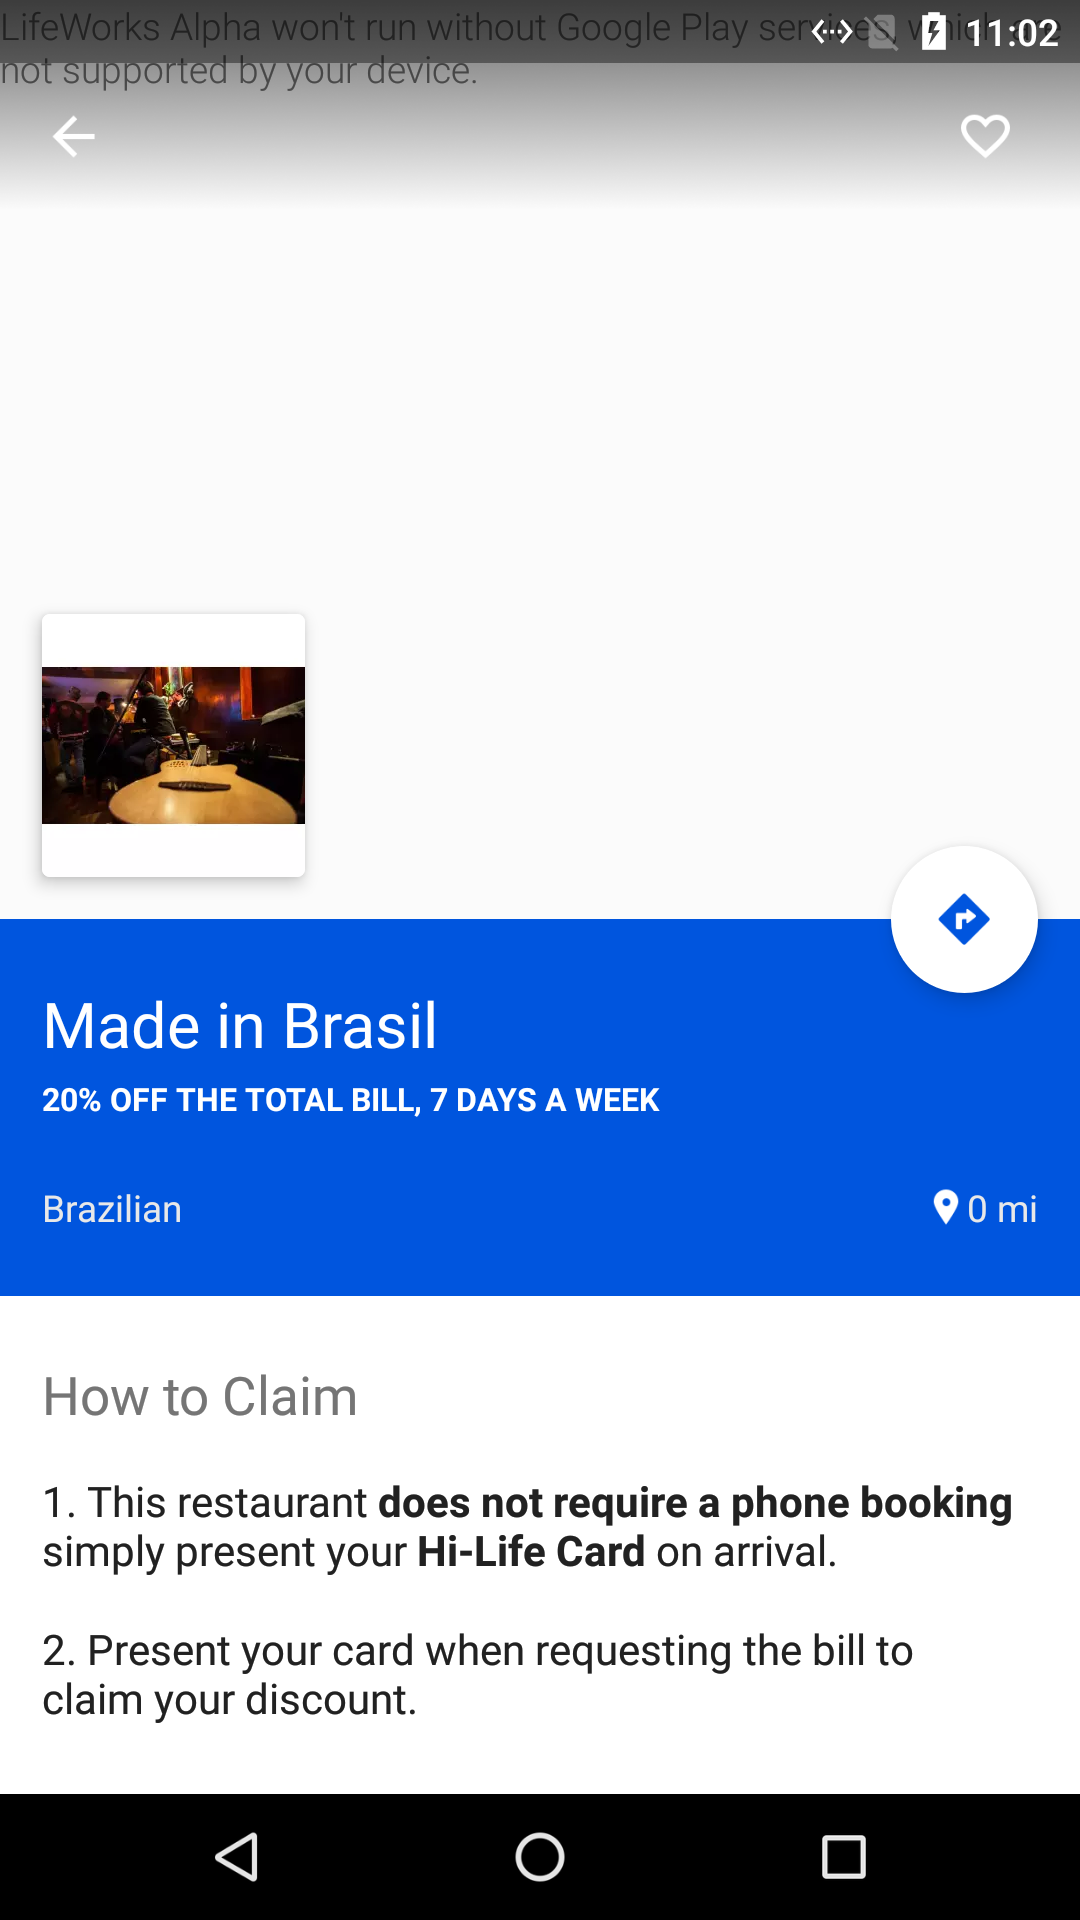 LifeWorks Alpha won't run without Google Play services, which are
11:02
not supported by your device.
Made in Brasil
20% OFF THE TOTAL BILL, 7 DAYS A WEEK
Brazilian
0 mi
How to Claim
1. This restaurant does not require a phone booking
simply present your Hi-Life Card on arrival.
2. Present your card when requesting the bill to
claim your discount.